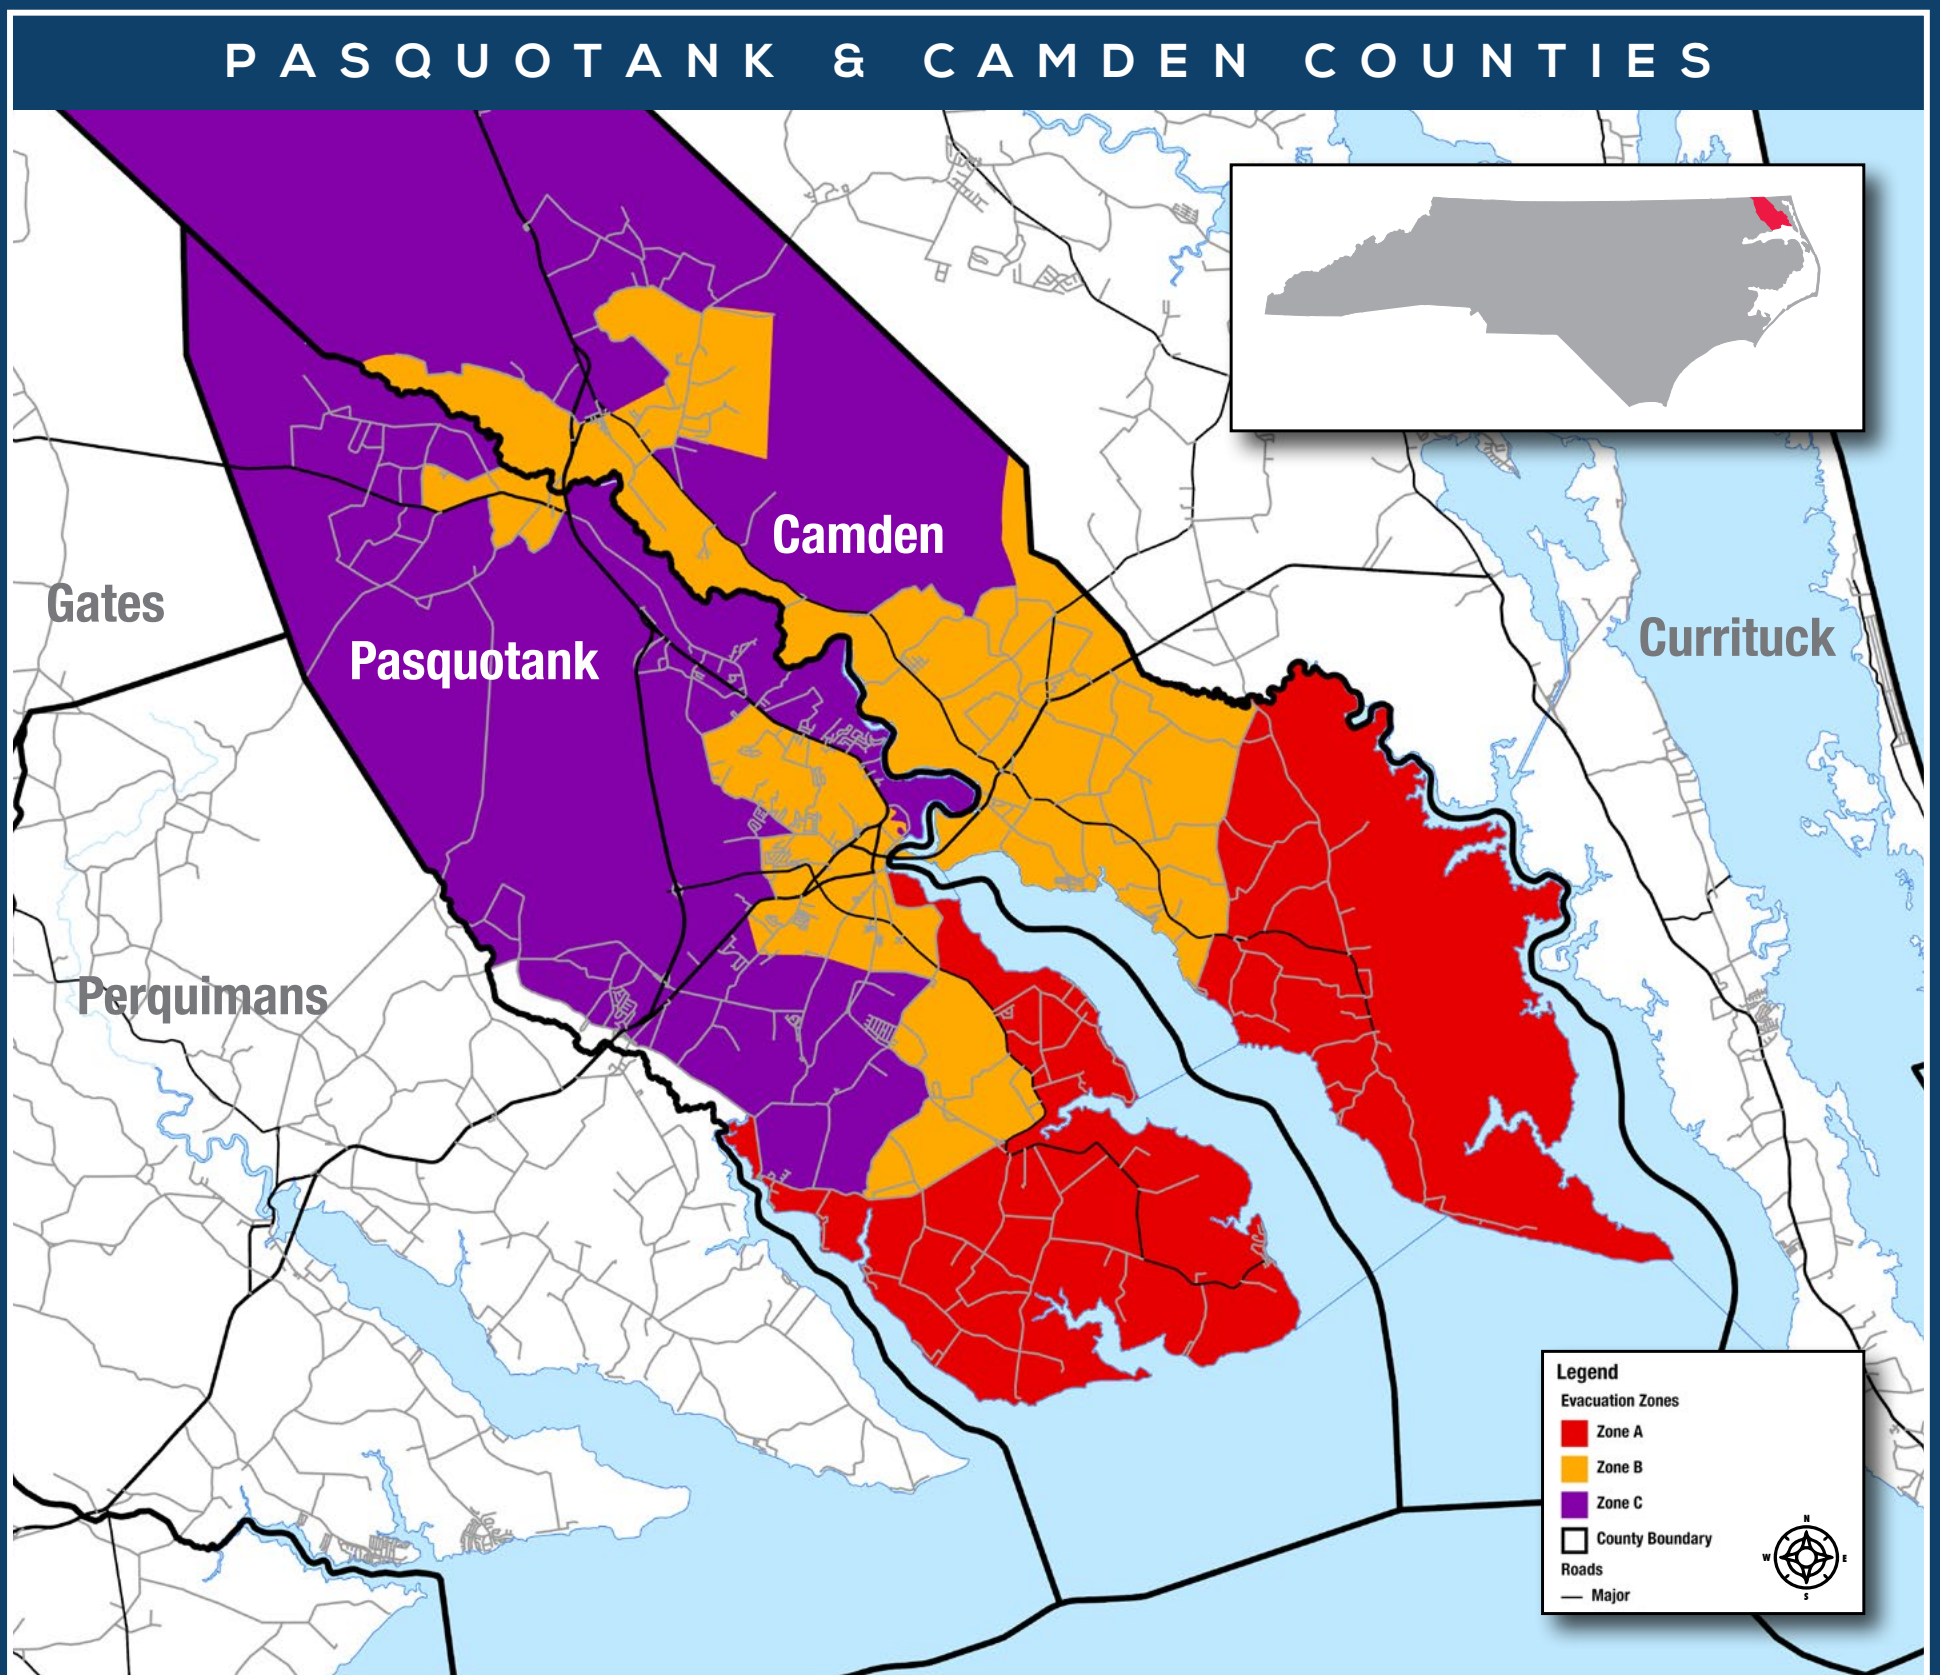 PASQUOTANK & CAMDEN COUNTIES
Camden
Gates
Pasquotank
Currituck
Perquimans
Legend
Evacuation Zones
Zone A
Zone B
Zone C
County Boundary
Roads
Major
N
W E
S